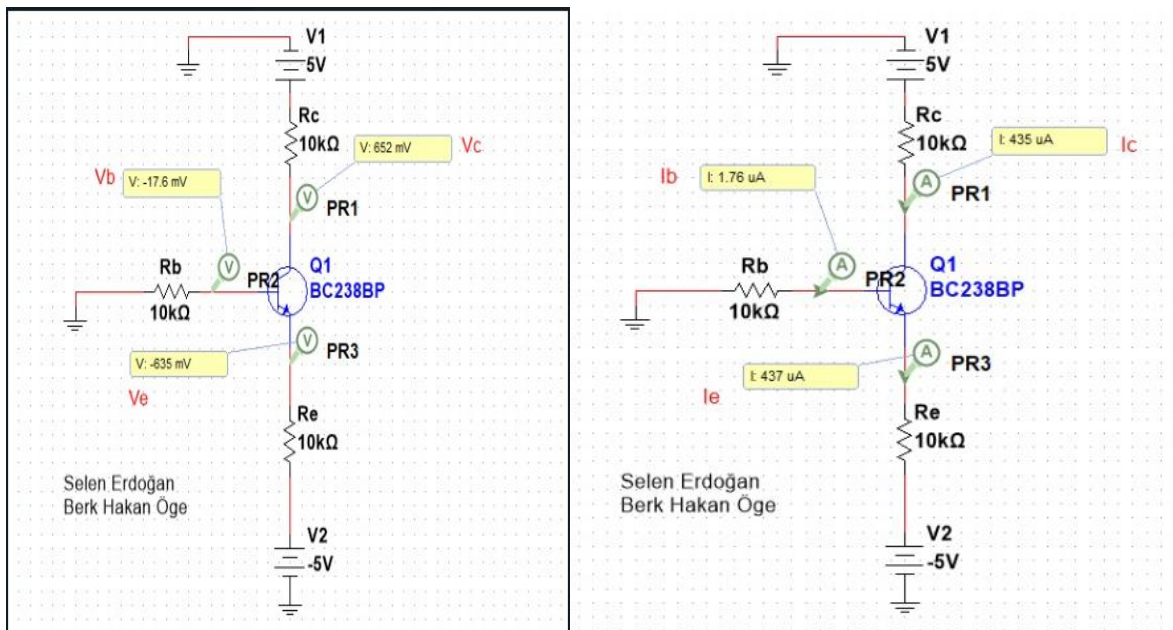 V1
5V
Rc
10kΩ
V: 652 mV
Vc
Vb
V: -17.6 mV
V
PR1
Rb
10kΩ
V
PR2
Q1
BC238BP
V
PR3
V: -635 mV
Ve
Re
10kΩ
Selen Erdoğan
Berk Hakan Öge
V2
-5V
V1
5V
Rc
10kΩ
I: 435 uA
Ic
Ib
I: 1.76 uA
A
PR1
Rb
10kΩ
A
PR2
Q1
BC238BP
A
PR3
I: 437 uA
Ie
Re
10kΩ
Selen Erdoğan
Berk Hakan Öge
V2
-5V